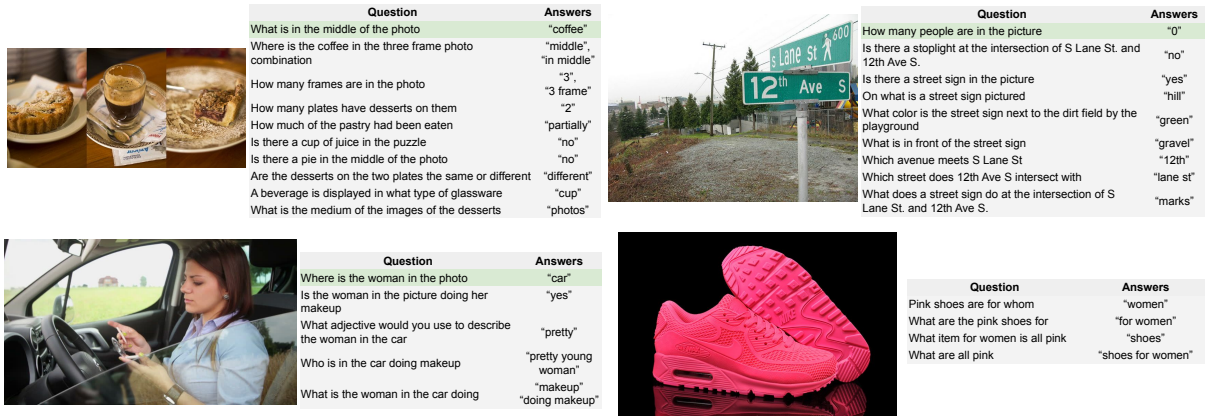 Question Answers
What is in the middle of the photo “coffee”
Where is the coffee in the three frame photo combination “middle”, “in middle”
How many frames are in the photo “3”, “3 frame”
How many plates have desserts on them “2”
How much of the pastry had been eaten “partially”
Is there a cup of juice in the puzzle “no”
Is there a pie in the middle of the photo “no”
Are the desserts on the two plates the same or different “different”
A beverage is displayed in what type of glassware “cup”
What is the medium of the images of the desserts “photos”
S Lane St 600
12th Ave S
Question Answers
How many people are in the picture “0”
Is there a stoplight at the intersection of S Lane St. and 12th Ave S. “no”
Is there a street sign in the picture “yes”
On what is a street sign pictured “hill”
What color is the street sign next to the dirt field by the playground “green”
What is in front of the street sign “gravel”
Which avenue meets S Lane St “12th”
Which street does 12th Ave S intersect with “lane st”
What does a street sign do at the intersection of S Lane St. and 12th Ave S. “marks”
Question Answers
Where is the woman in the photo “car”
Is the woman in the picture doing her makeup “yes”
What adjective would you use to describe the woman in the car “pretty”
Who is in the car doing makeup “pretty young woman”
What is the woman in the car doing “makeup” “doing makeup”
Question Answers
Pink shoes are for whom “women”
What are the pink shoes for “for women”
What item for women is all pink “shoes”
What are all pink “shoes for women”